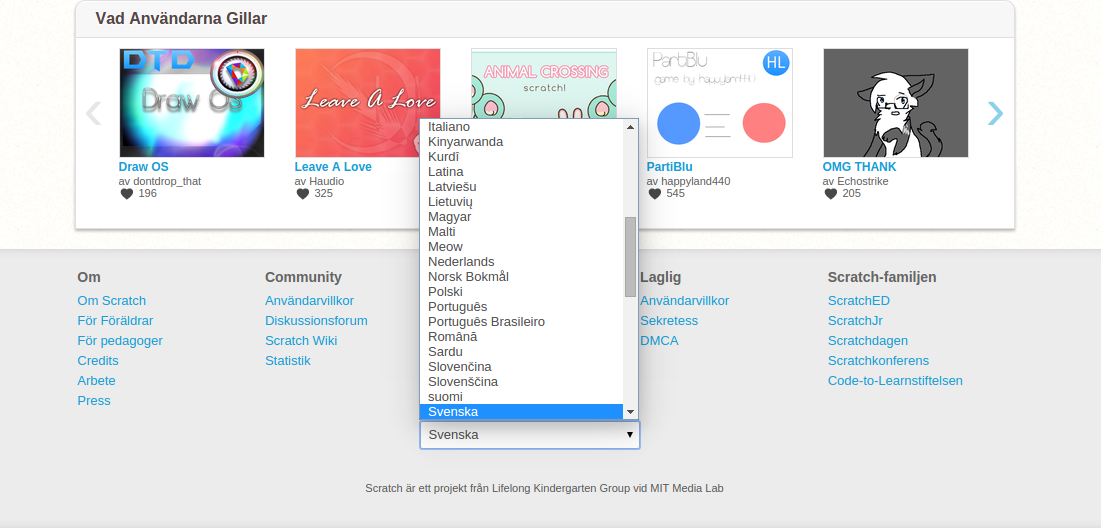 Vad Användarna Gillar
DTD
Draw OS
Leave A Love
ANIMAL CROSSING
scratch!
PartiBlu
HL
Draw OS
av dontdrop_that
196
Leave A Love
av Haudio
325
PartiBlu
av happyland440
545
OMG THANK
av Echostrike
205
Italiano
Kinyarwanda
Kurdî
Latina
Latviešu
Lietuvių
Magyar
Malti
Meow
Nederlands
Norsk Bokmål
Polski
Português
Português Brasileiro
Română
Sardu
Slovenčina
Slovenščina
suomi
Svenska
Svenska
Om
Om Scratch
För Föräldrar
För pedagoger
Credits
Arbete
Press
Community
Användarvillkor
Diskussionsforum
Scratch Wiki
Statistik
Laglig
Användarvillkor
Sekretess
DMCA
Scratch-familjen
ScratchED
ScratchJr
Scratchdagen
Scratchkonferens
Code-to-Learnstiftelsen
Scratch är ett projekt från Lifelong Kindergarten Group vid MIT Media Lab